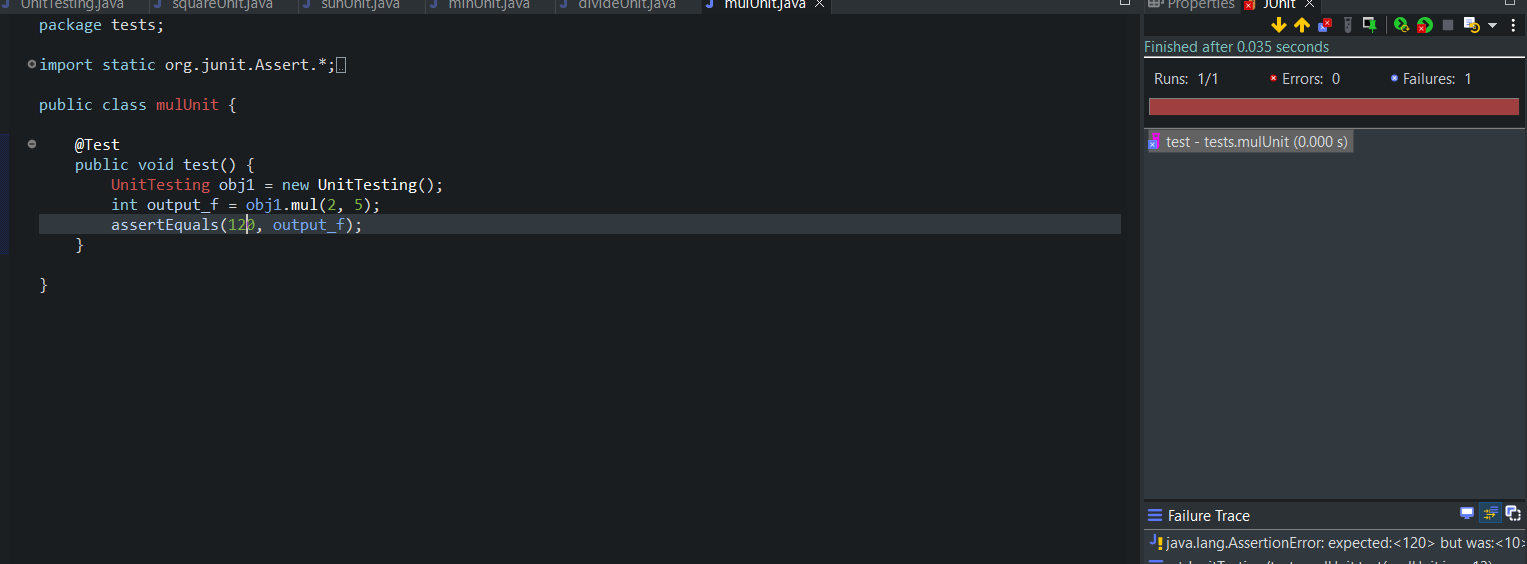 UnitTesting.java squareUnit.java minUnit.java divideUnit.java mulUnit.java
Properties JUnit
package tests;
Finished after 0.035 seconds
import static org.junit.Assert.*;
Runs: 1/1 Errors: 0 Failures: 1
public class mulUnit {
test - tests.mulUnit (0.000 s)
@Test
public void test() {
UnitTesting obj1 = new UnitTesting();
int output_f = obj1.mul(2, 5);
assertEquals(120, output_f);
}
}
Failure Trace
java.lang.AssertionError: expected:<120> but was:<10>